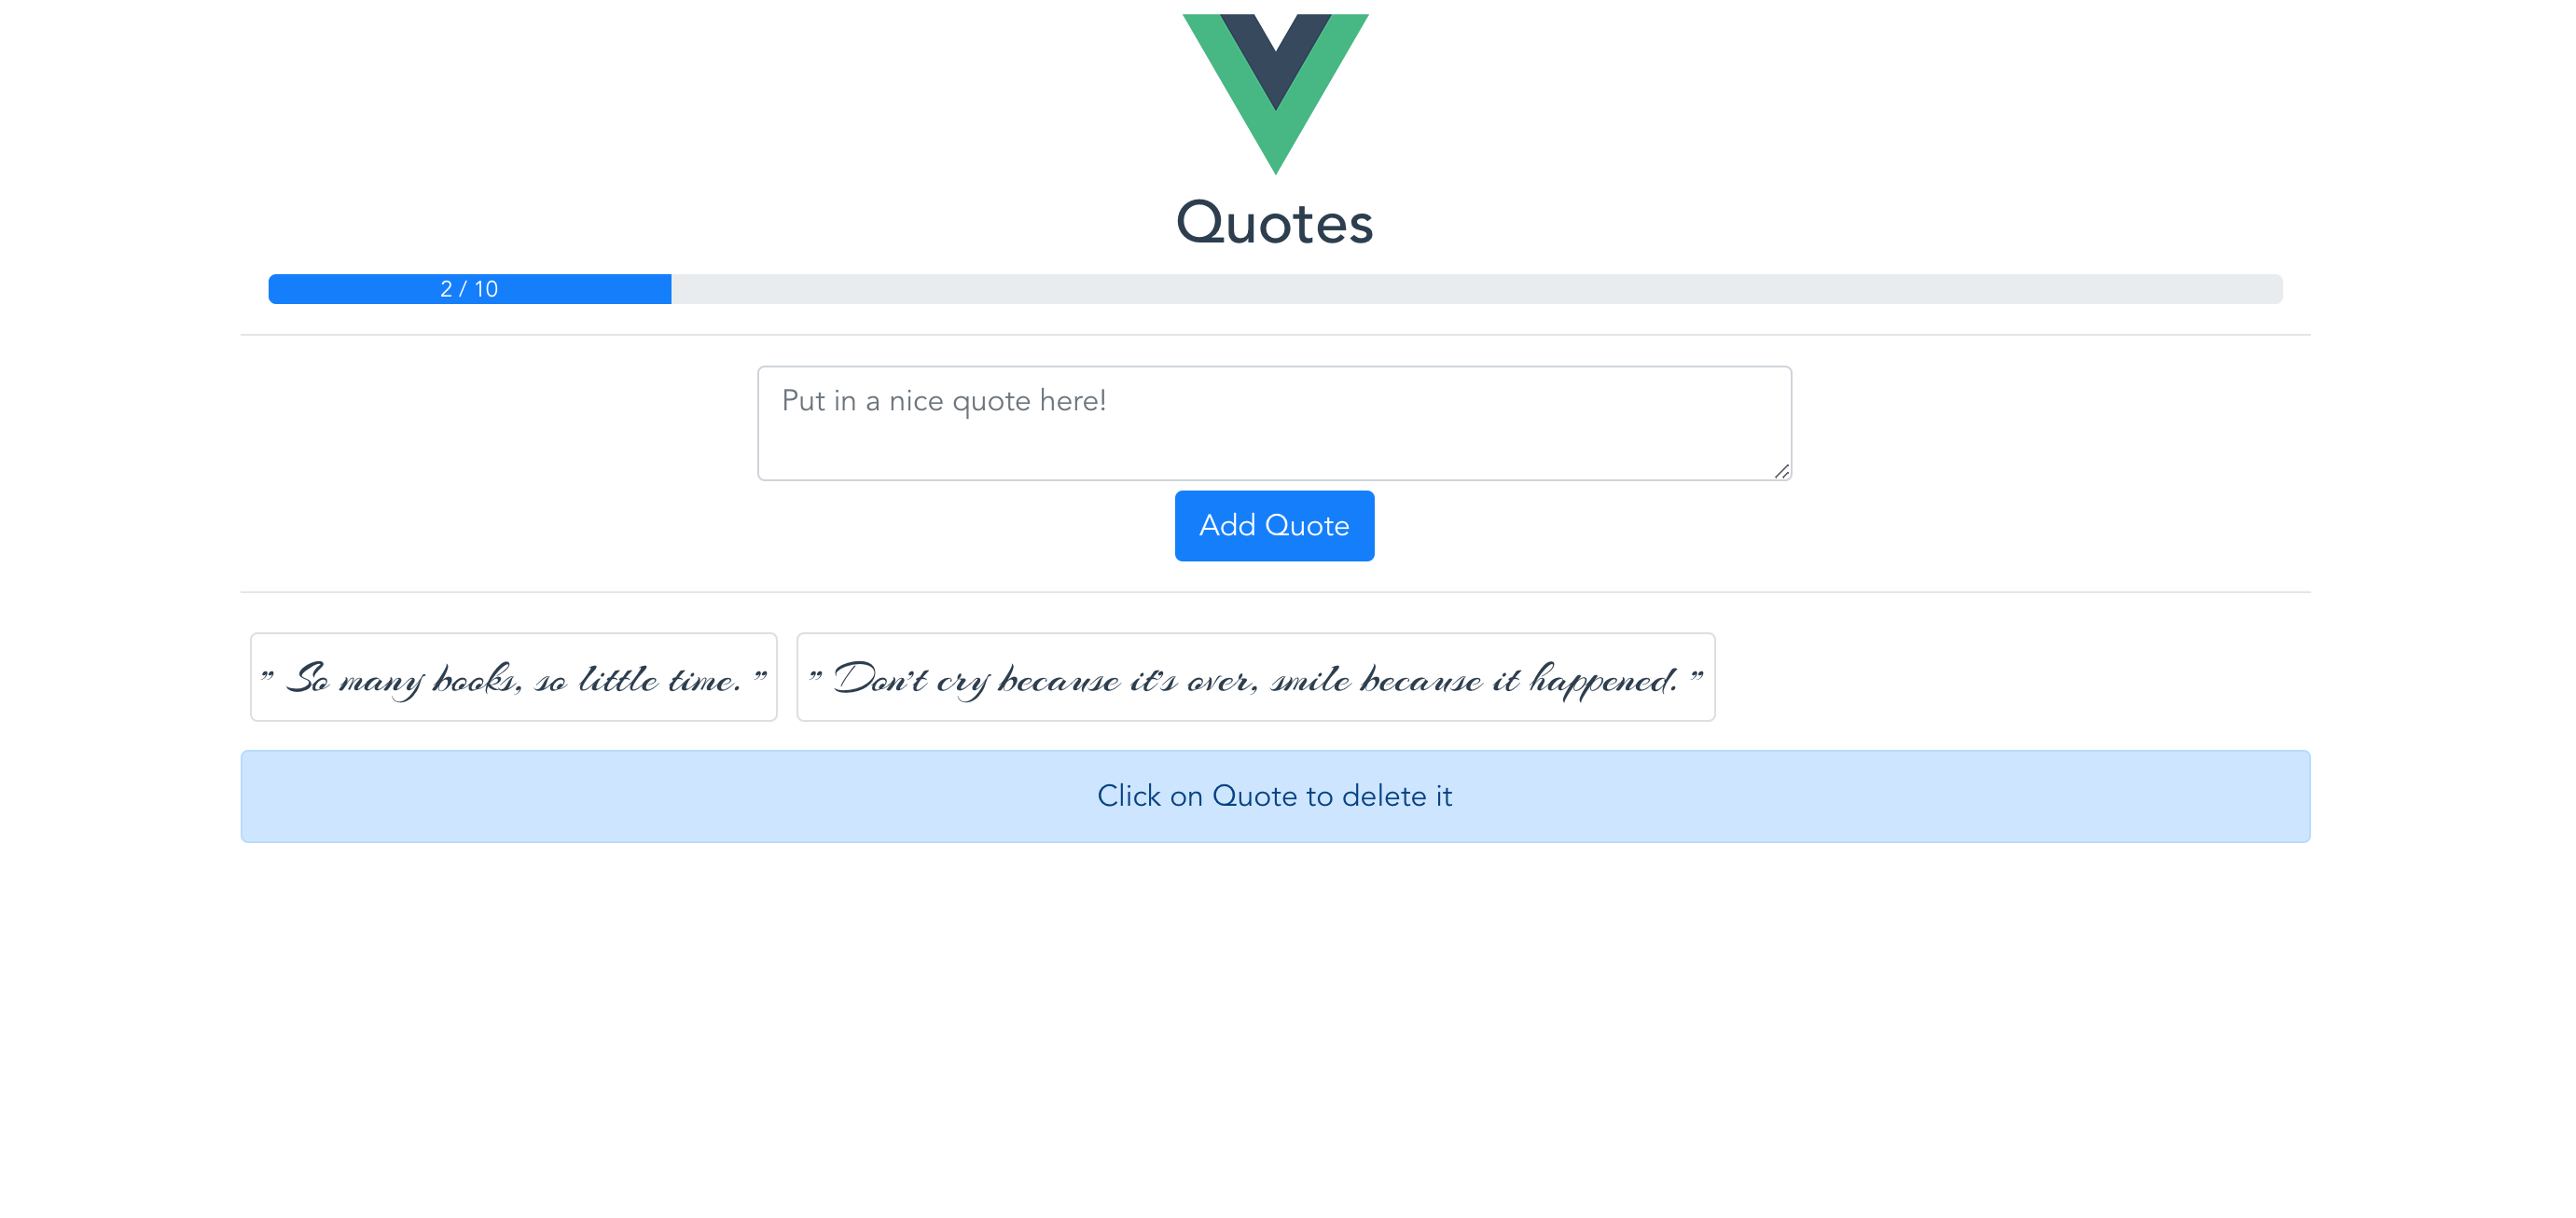 Quotes
2 / 10
Put in a nice quote here!
Add Quote
” So many books, so little time. ”
” Don't cry because it's over, smile because it happened. ”
Click on Quote to delete it